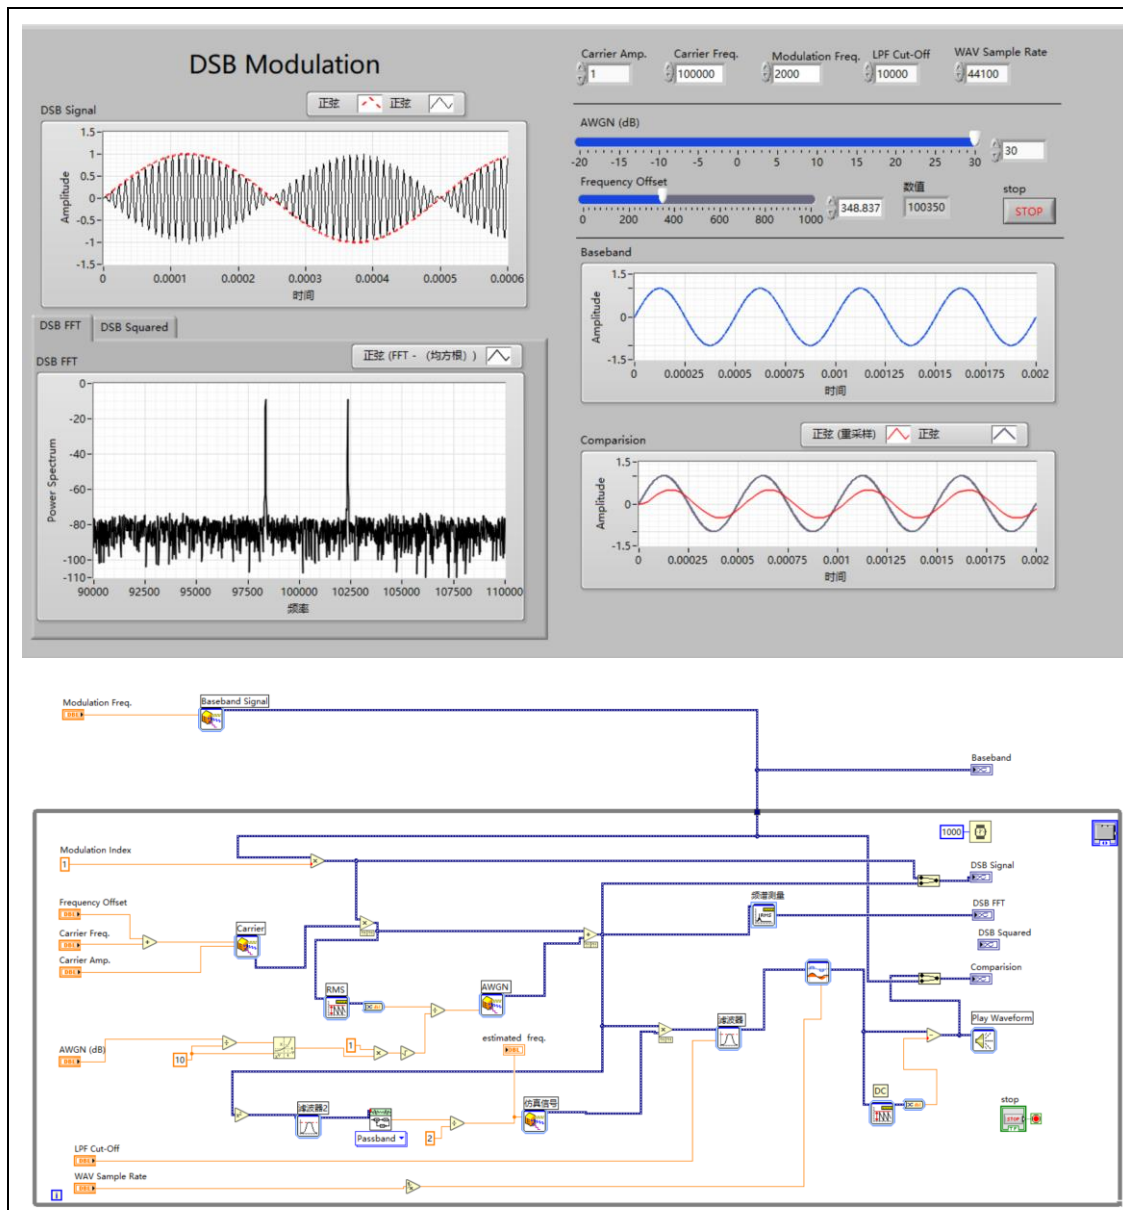 DSB Modulation
Carrier Amp.
Carrier Freq.
Modulation Freq.
LPF Cut-Off
WAV Sample Rate
1
100000
2000
10000
44100
DSB Signal
正弦
正弦
Amplitude
1.5
1
0.5
0
-0.5
-1
-1.5
0 0.0001 0.0002 0.0003 0.0004 0.0005 0.0006
时间
AWGN (dB)
-20 -15 -10 -5 0 5 10 15 20 25 30
30
Frequency Offset
0 200 400 600 800 1000
348.837
数值
100350
stop
STOP
Baseband
Amplitude
1.5
0
-1.5
0 0.00025 0.0005 0.00075 0.001 0.00125 0.0015 0.00175 0.002
时间
DSB FFT
DSB Squared
DSB FFT
正弦 (FFT - （均方根）)
Power Spectrum
0
-20
-40
-60
-80
-100
-110
90000 92500 95000 97500 100000 102500 105000 107500 110000
频率
Comparision
正弦 (重采样)
正弦
Amplitude
1.5
0
-1.5
0 0.00025 0.0005 0.00075 0.001 0.00125 0.0015 0.00175 0.002
时间
Modulation Freq.
Baseband Signal
Baseband
1000
Modulation Index
1
DSB Signal
Frequency Offset
频谱测量
DSB FFT
Carrier Freq.
Carrier
DSB Squared
Carrier Amp.
Comparision
RMS
AWGN
Play Waveform
滤波器
estimated freq.
1
AWGN (dB)
10
DC
滤波器2
仿真信号
stop
STOP
Passband
2
LPF Cut-Off
WAV Sample Rate
i